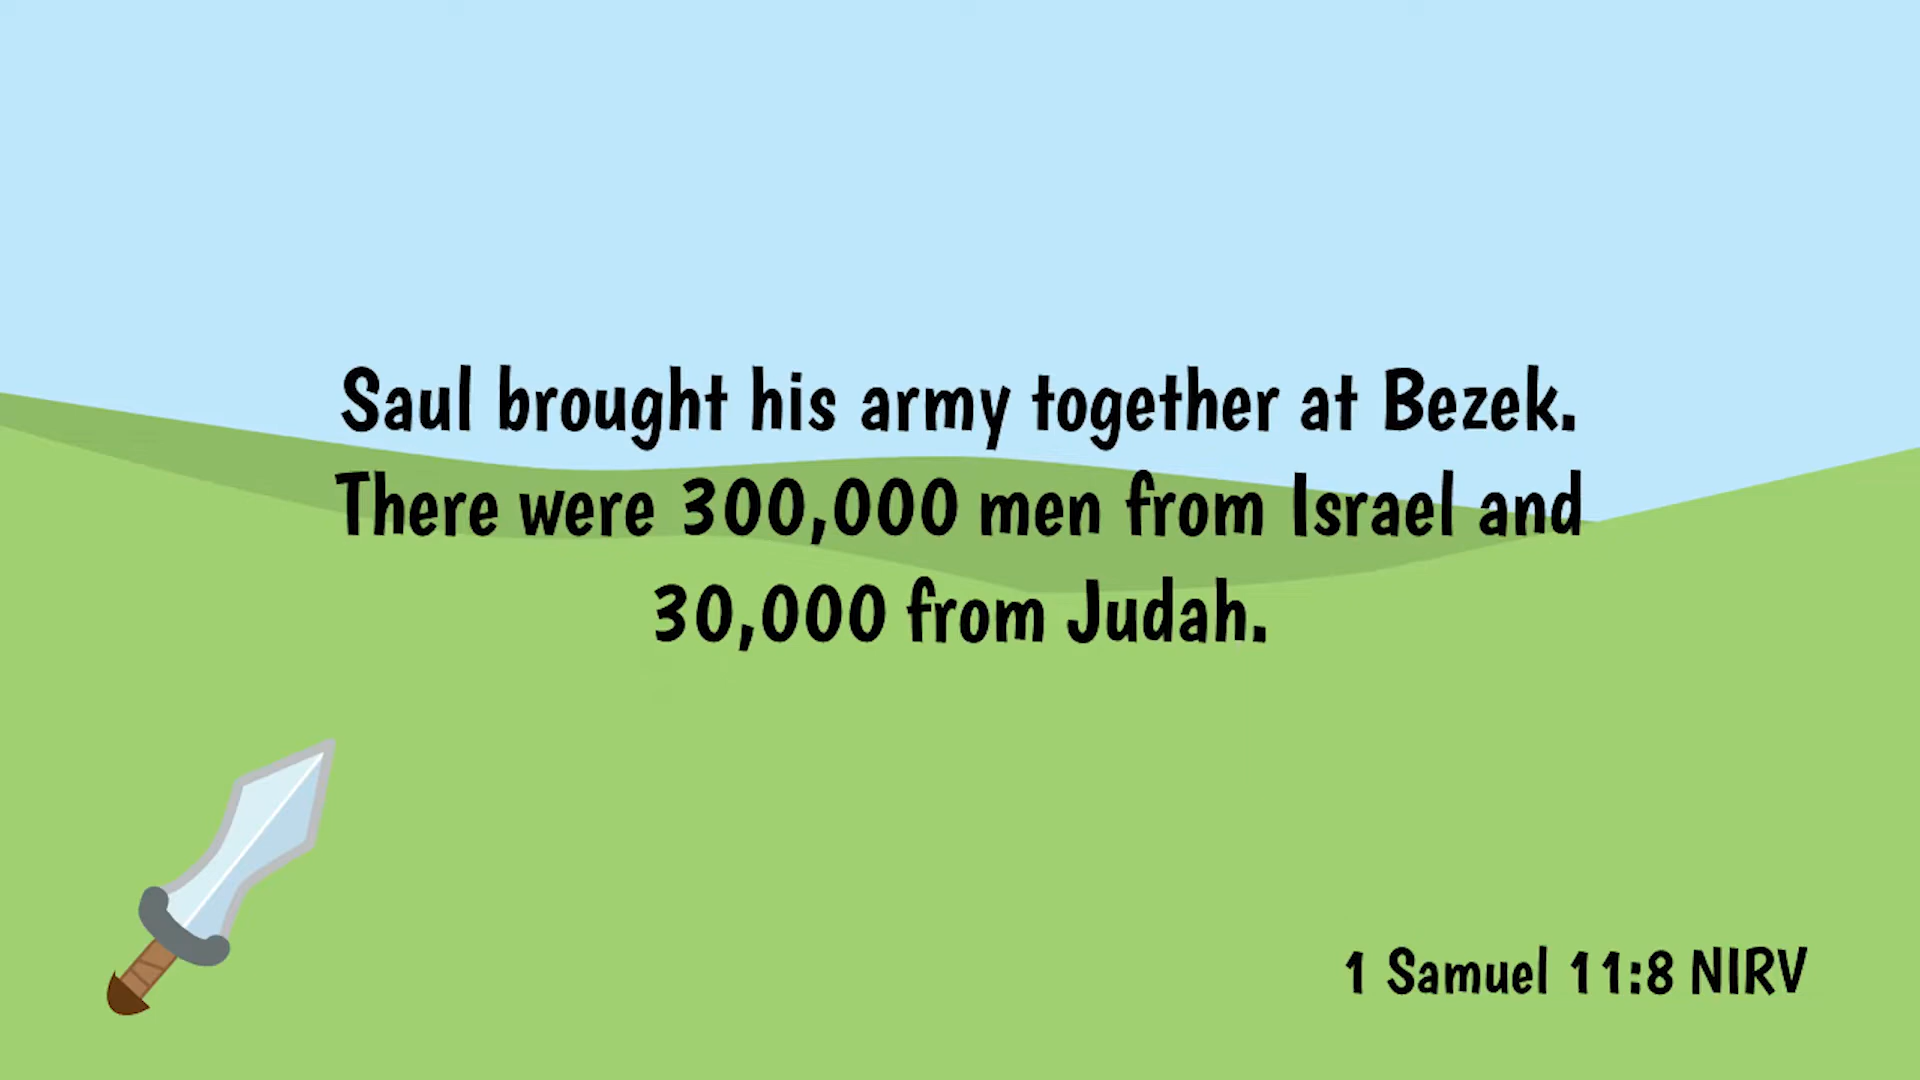 Saul brought his army together at Bezek.
There were 300,000 men from Israel and
30,000 from Judah.
1 Samuel 11:8 NIRV